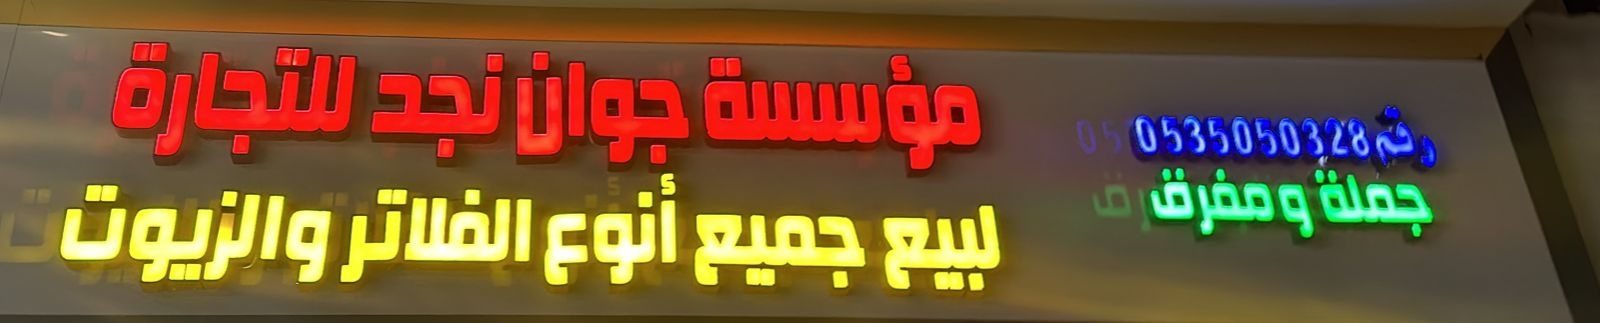 مؤسسة جوان نجد للتجارة
لبيع جميع أنوع الفلاتر والزيوت
رقم 0535050328
جملة ومفرق